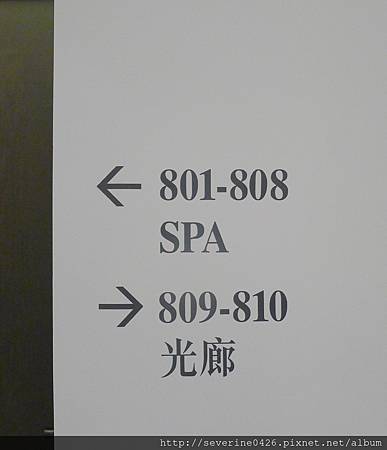 ← 801-808
SPA
→ 809-810
光廊
http://severine0426.pixnet.net/album